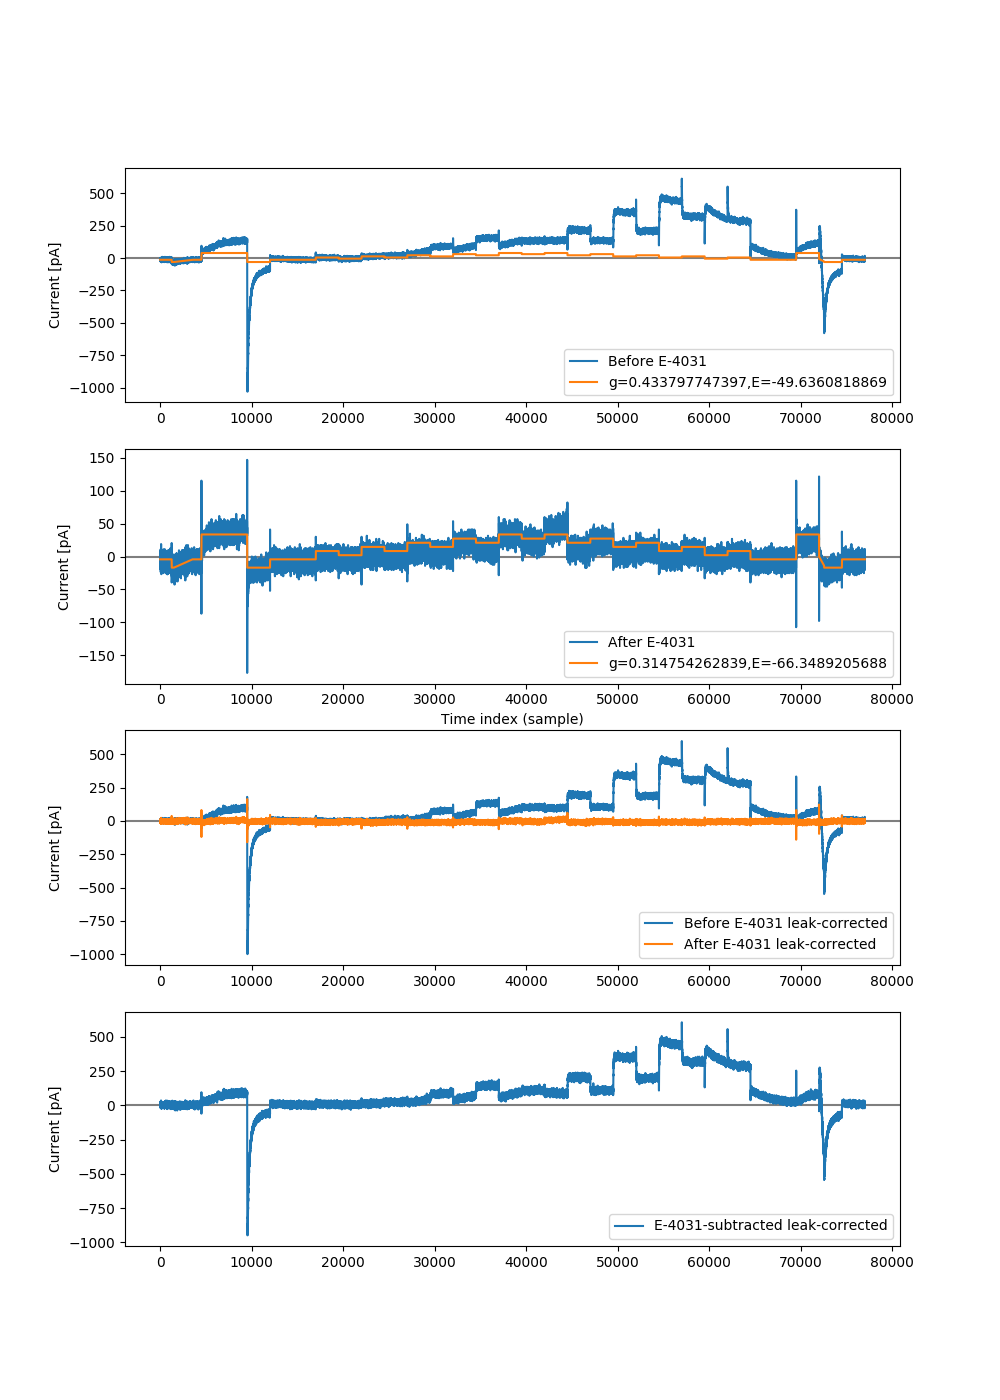 500
250
0
−250
−500
−750
−1000
Current [pA]
Before E-4031
g=0.433797747397,E=-49.6360818869
0 10000 20000 30000 40000 50000 60000 70000 80000
150
100
50
0
−50
−100
−150
Current [pA]
After E-4031
g=0.314754262839,E=-66.3489205688
0 10000 20000 30000 40000 50000 60000 70000 80000
Time index (sample)
500
250
0
−250
−500
−750
−1000
Current [pA]
Before E-4031 leak-corrected
After E-4031 leak-corrected
0 10000 20000 30000 40000 50000 60000 70000 80000
500
250
0
−250
−500
−750
−1000
Current [pA]
E-4031-subtracted leak-corrected
0 10000 20000 30000 40000 50000 60000 70000 80000